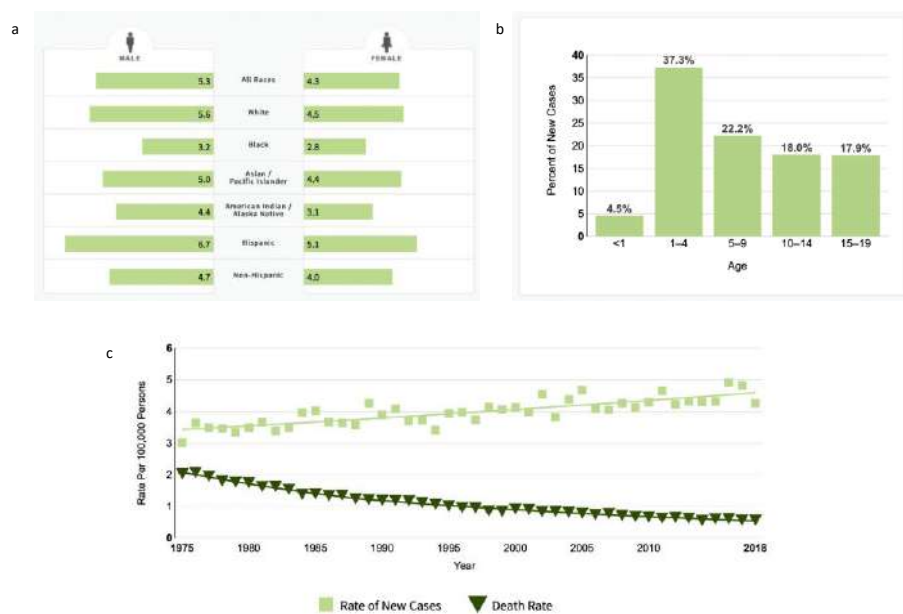 a
MALE
FEMALE
5.3 All Races 4.3
5.6 White 4.5
3.2 Black 2.8
5.0 Asian / Pacific Islander 4.4
4.4 American Indian / Alaska Native 3.1
6.7 Hispanic 5.1
4.7 Non-Hispanic 4.0
b
Percent of New Cases
40
35
30
25
20
15
10
5
0
4.5%
37.3%
22.2%
18.0%
17.9%
<1 1–4 5–9 10–14 15–19
Age
c
Rate Per 100,000 Persons
6
5
4
3
2
1
0
1975 1980 1985 1990 1995 2000 2005 2010 2018
Year
Rate of New Cases Death Rate